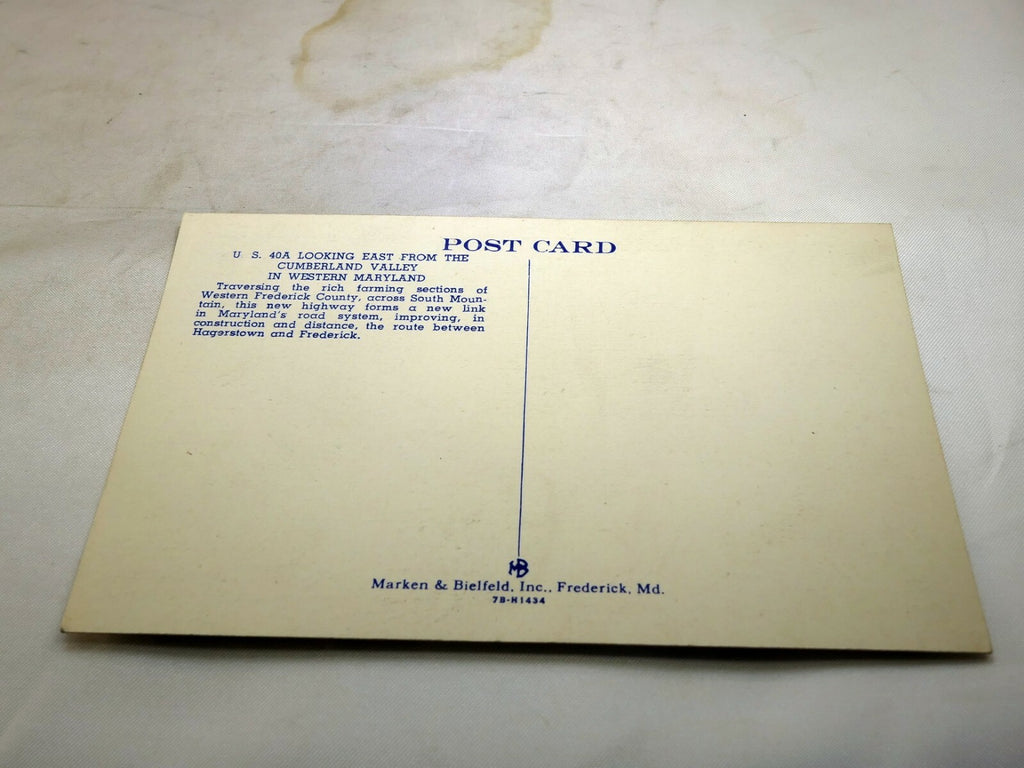 POST CARD
U S. 40A LOOKING EAST FROM THE
CUMBERLAND VALLEY
IN WESTERN MARYLAND
Traversing the rich farming sections of
Western Frederick County, across South Moun-
tain, this new highway forms a new link
in Maryland's road system, improving, in
construction and distance, the route between
Hagerstown and Frederick.
MB
Marken & Bielfeld, Inc., Frederick, Md.
7B-H1434